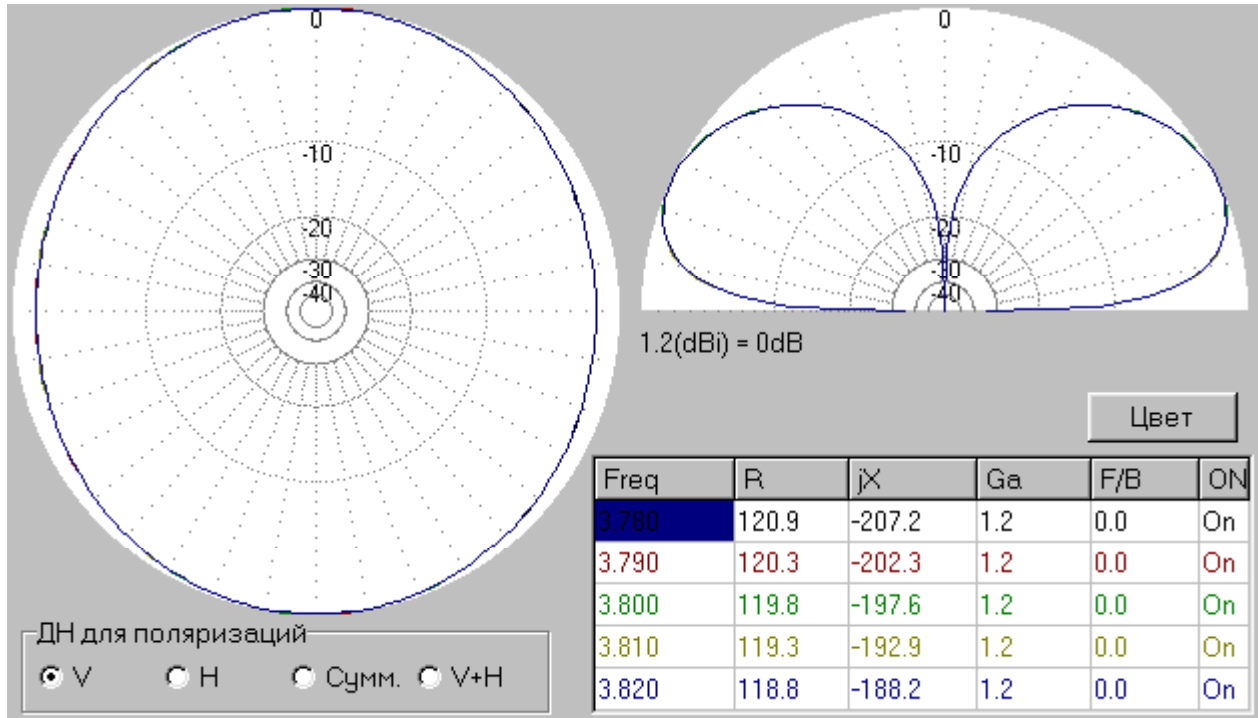 0
-10
-20
-30
-40
0
-10
-20
-30
-40
1.2(dBi) = 0dB
Цвет
Freq R jX Ga F/B ON
3.780 120.9 -207.2 1.2 0.0 On
3.790 120.3 -202.3 1.2 0.0 On
3.800 119.8 -197.6 1.2 0.0 On
3.810 119.3 -192.9 1.2 0.0 On
3.820 118.8 -188.2 1.2 0.0 On
ДН для поляризаций
V H Сумм. V+H